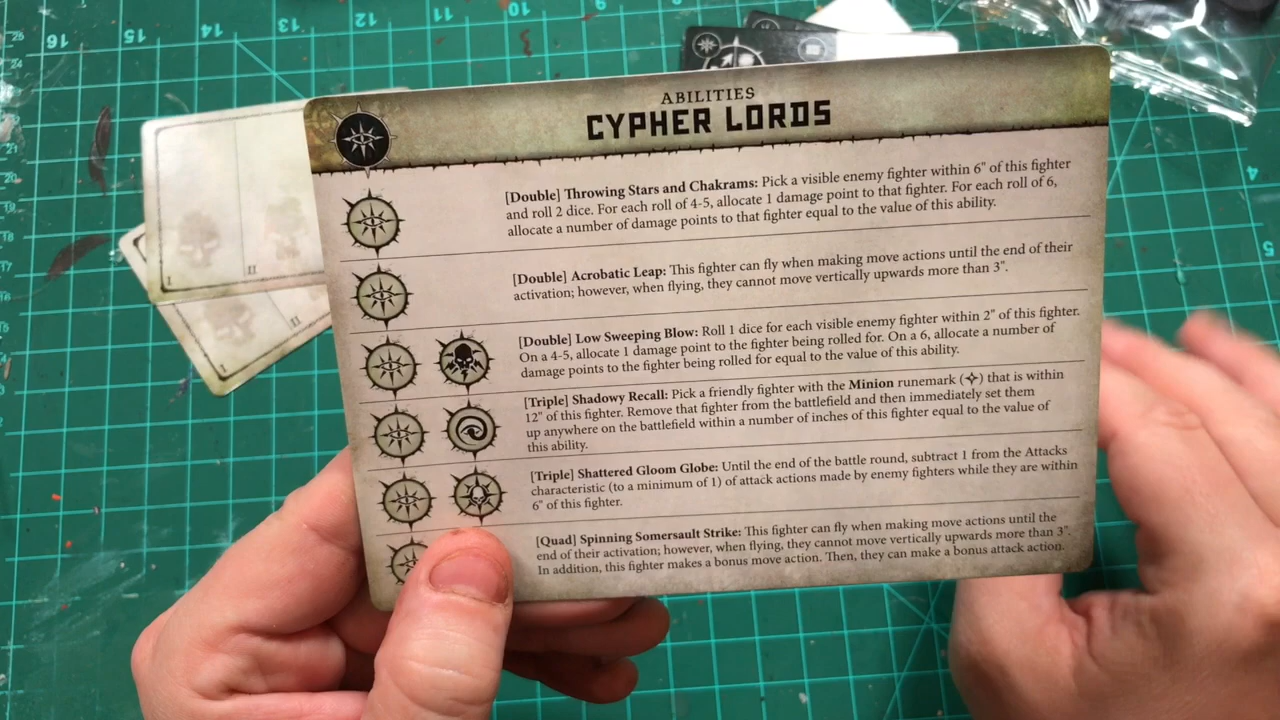 16 15 14 13 12 11 10 9 8 7
ABILITIES
CYPHER LORDS
[Double] Throwing Stars and Chakrams: Pick a visible enemy fighter within 6" of this fighter
and roll 2 dice. For each roll of 4-5, allocate 1 damage point to that fighter. For each roll of 6,
allocate a number of damage points to that fighter equal to the value of this ability.
[Double] Acrobatic Leap: This fighter can fly when making move actions until the end of their
activation; however, when flying, they cannot move vertically upwards more than 3".
[Double] Low Sweeping Blow: Roll 1 dice for each visible enemy fighter within 2" of this fighter.
On a 4-5, allocate 1 damage point to the fighter being rolled for. On a 6, allocate a number of
damage points to the fighter being rolled for equal to the value of this ability.
[Triple] Shadowy Recall: Pick a friendly fighter with the Minion runemark (✧) that is within
12" of this fighter. Remove that fighter from the battlefield and then immediately set them
up anywhere on the battlefield within a number of inches of this fighter equal to the value of
this ability.
[Triple] Shattered Gloom Globe: Until the end of the battle round, subtract 1 from the Attacks
characteristic (to a minimum of 1) of attack actions made by enemy fighters while they are within
6" of this fighter.
[Quad] Spinning Somersault Strike: This fighter can fly when making move actions until the
end of their activation; however, when flying, they cannot move vertically upwards more than 3".
In addition, this fighter makes a bonus move action. Then, they can make a bonus attack action.
I II
I II
4
5